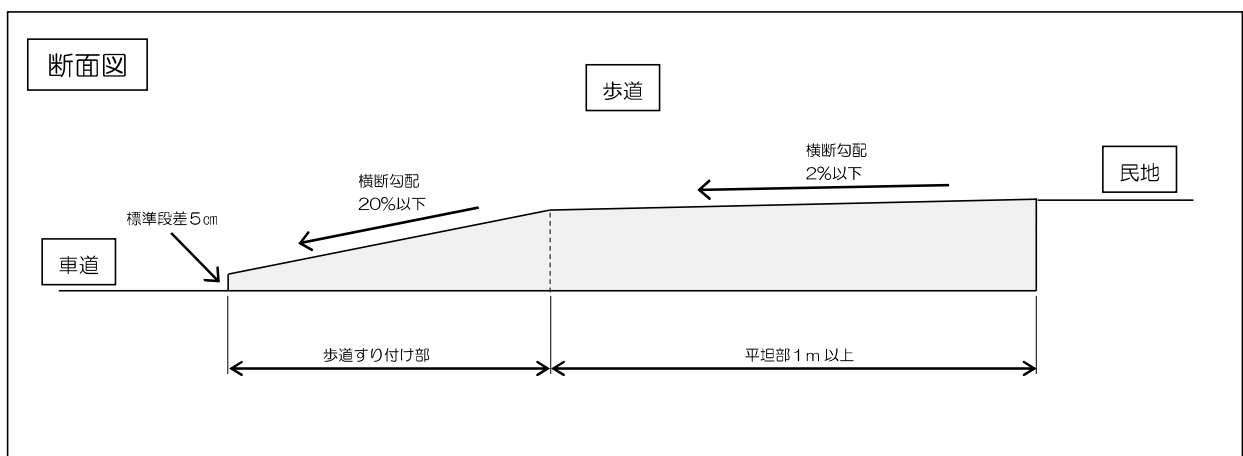 断面図
歩道
横断勾配
2%以下
民地
横断勾配
20%以下
標準段差5㎝
車道
歩道すり付け部
平坦部1m以上